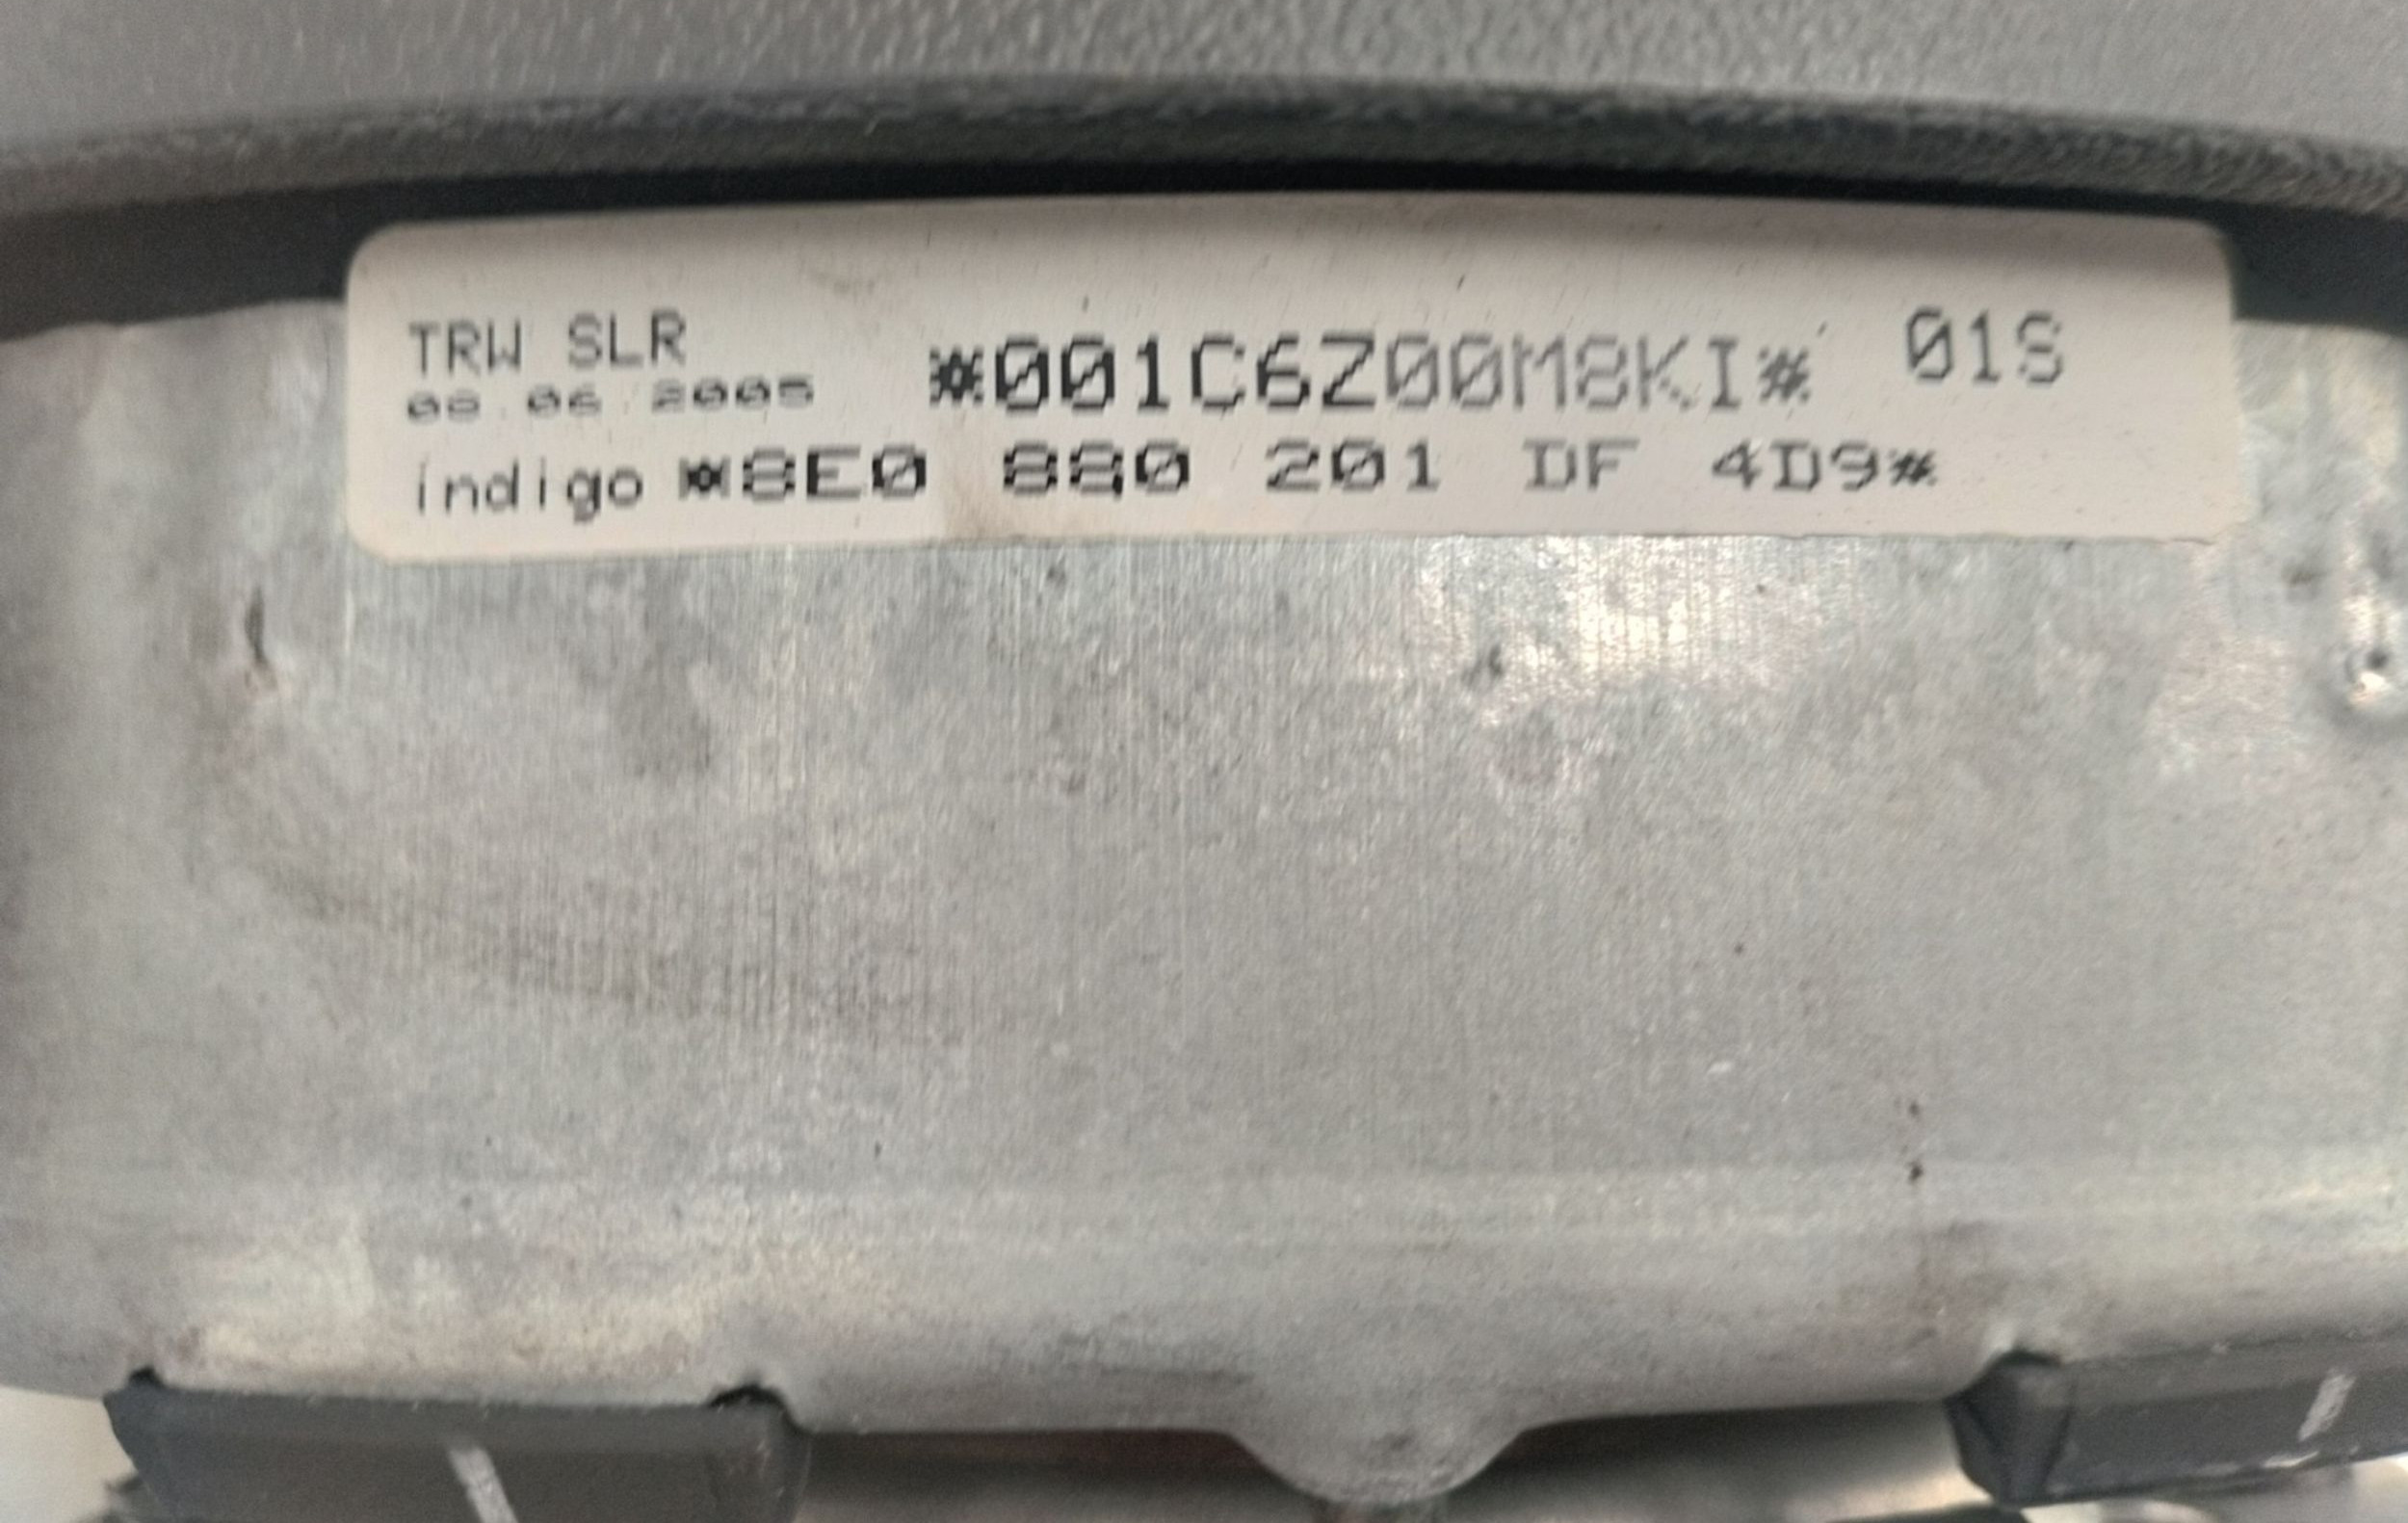 TRW SLR *001C6Z00M8KI* 01S
08.06.2005
indigo *8E0 880 201 DF 4D9*